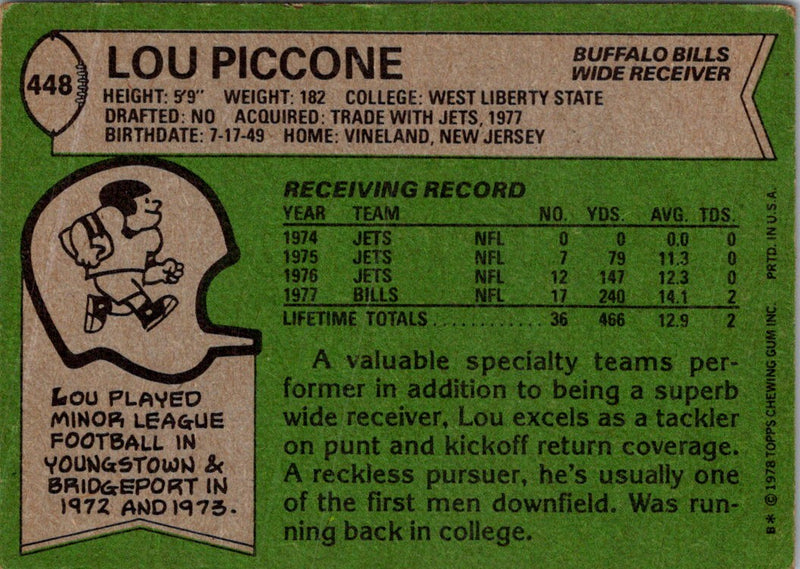 448
LOU PICCONE
BUFFALO BILLS
WIDE RECEIVER
HEIGHT: 5'9" WEIGHT: 182 COLLEGE: WEST LIBERTY STATE
DRAFTED: NO ACQUIRED: TRADE WITH JETS, 1977
BIRTHDATE: 7-17-49 HOME: VINELAND, NEW JERSEY
RECEIVING RECORD
YEAR TEAM NO. YDS. AVG. TDS.
1974 JETS NFL 0 0 0.0 0
1975 JETS NFL 7 79 11.3 0
1976 JETS NFL 12 147 12.3 0
1977 BILLS NFL 17 240 14.1 2
LIFETIME TOTALS............ 36 466 12.9 2
LOU PLAYED
MINOR LEAGUE
FOOTBALL IN
YOUNGSTOWN &
BRIDGEPORT IN
1972 AND 1973.
A valuable specialty teams per-
former in addition to being a superb
wide receiver, Lou excels as a tackler
on punt and kickoff return coverage.
A reckless pursuer, he's usually one
of the first men downfield. Was run-
ning back in college.
B* © 1978 TOPPS CHEWING GUM INC. PRTD. IN U.S.A.